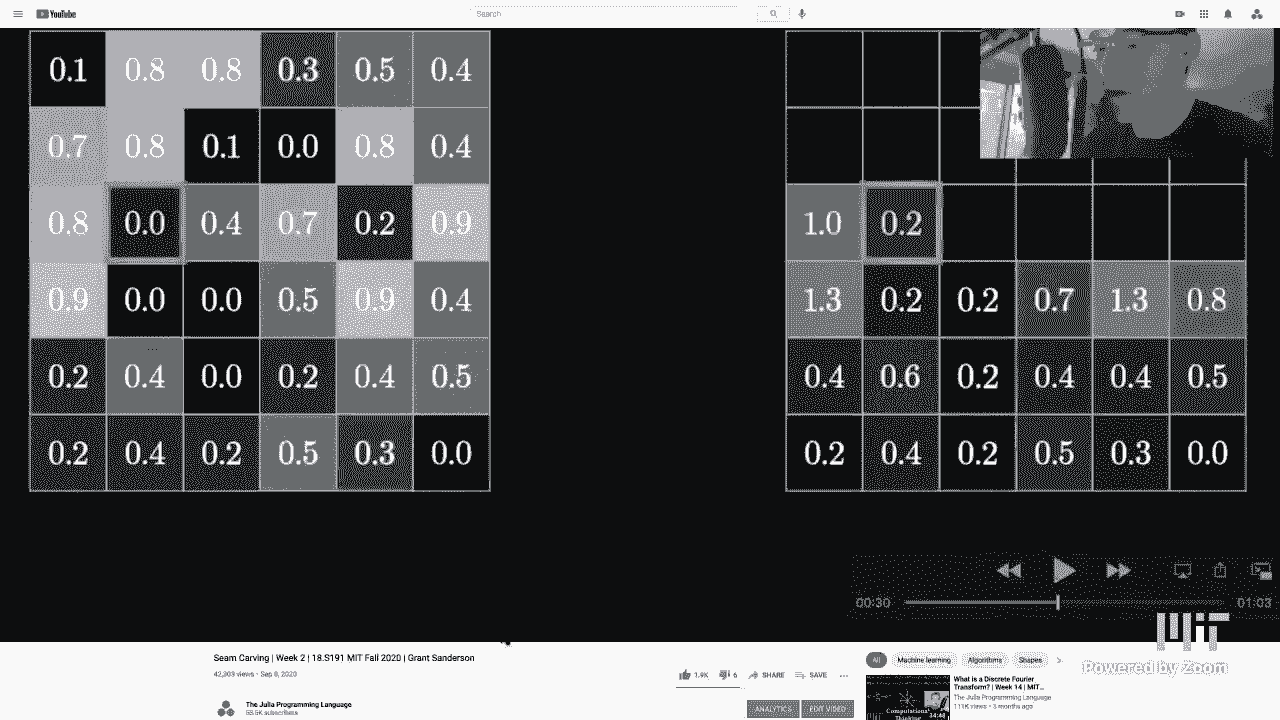 YouTube
Search
0.1 0.8 0.8 0.3 0.5 0.4
0.7 0.8 0.1 0.0 0.8 0.4
0.8 0.0 0.4 0.7 0.2 0.9
1.0 0.2
0.9 0.0 0.0 0.5 0.9 0.4
1.3 0.2 0.2 0.7 1.3 0.8
0.2 0.4 0.0 0.2 0.4 0.5
0.4 0.6 0.2 0.4 0.4 0.5
0.2 0.4 0.2 0.5 0.3 0.0
0.2 0.4 0.2 0.5 0.3 0.0
00:30
01:03
MIT
Powered by Zoom
Seam Carving | Week 2 | 18.S191 MIT Fall 2020 | Grant Sanderson
42,203 views • Sep 8, 2020
1.9K 6 SHARE SAVE ...
The Julia Programming Language
ANALYTICS EDIT VIDEO
All Machine learning Algorithms Shapes
What is a Discrete Fourier
Transform? | Week 14 | MIT...
The Julia Programming Language
111K views • 3 months ago
Computational
Thinking
34:48